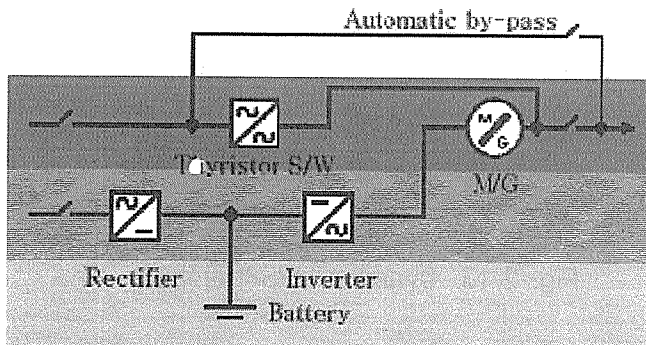 Automatic by-pass
M
G
Thyristor S/W
M/G
Rectifier
Inverter
Battery